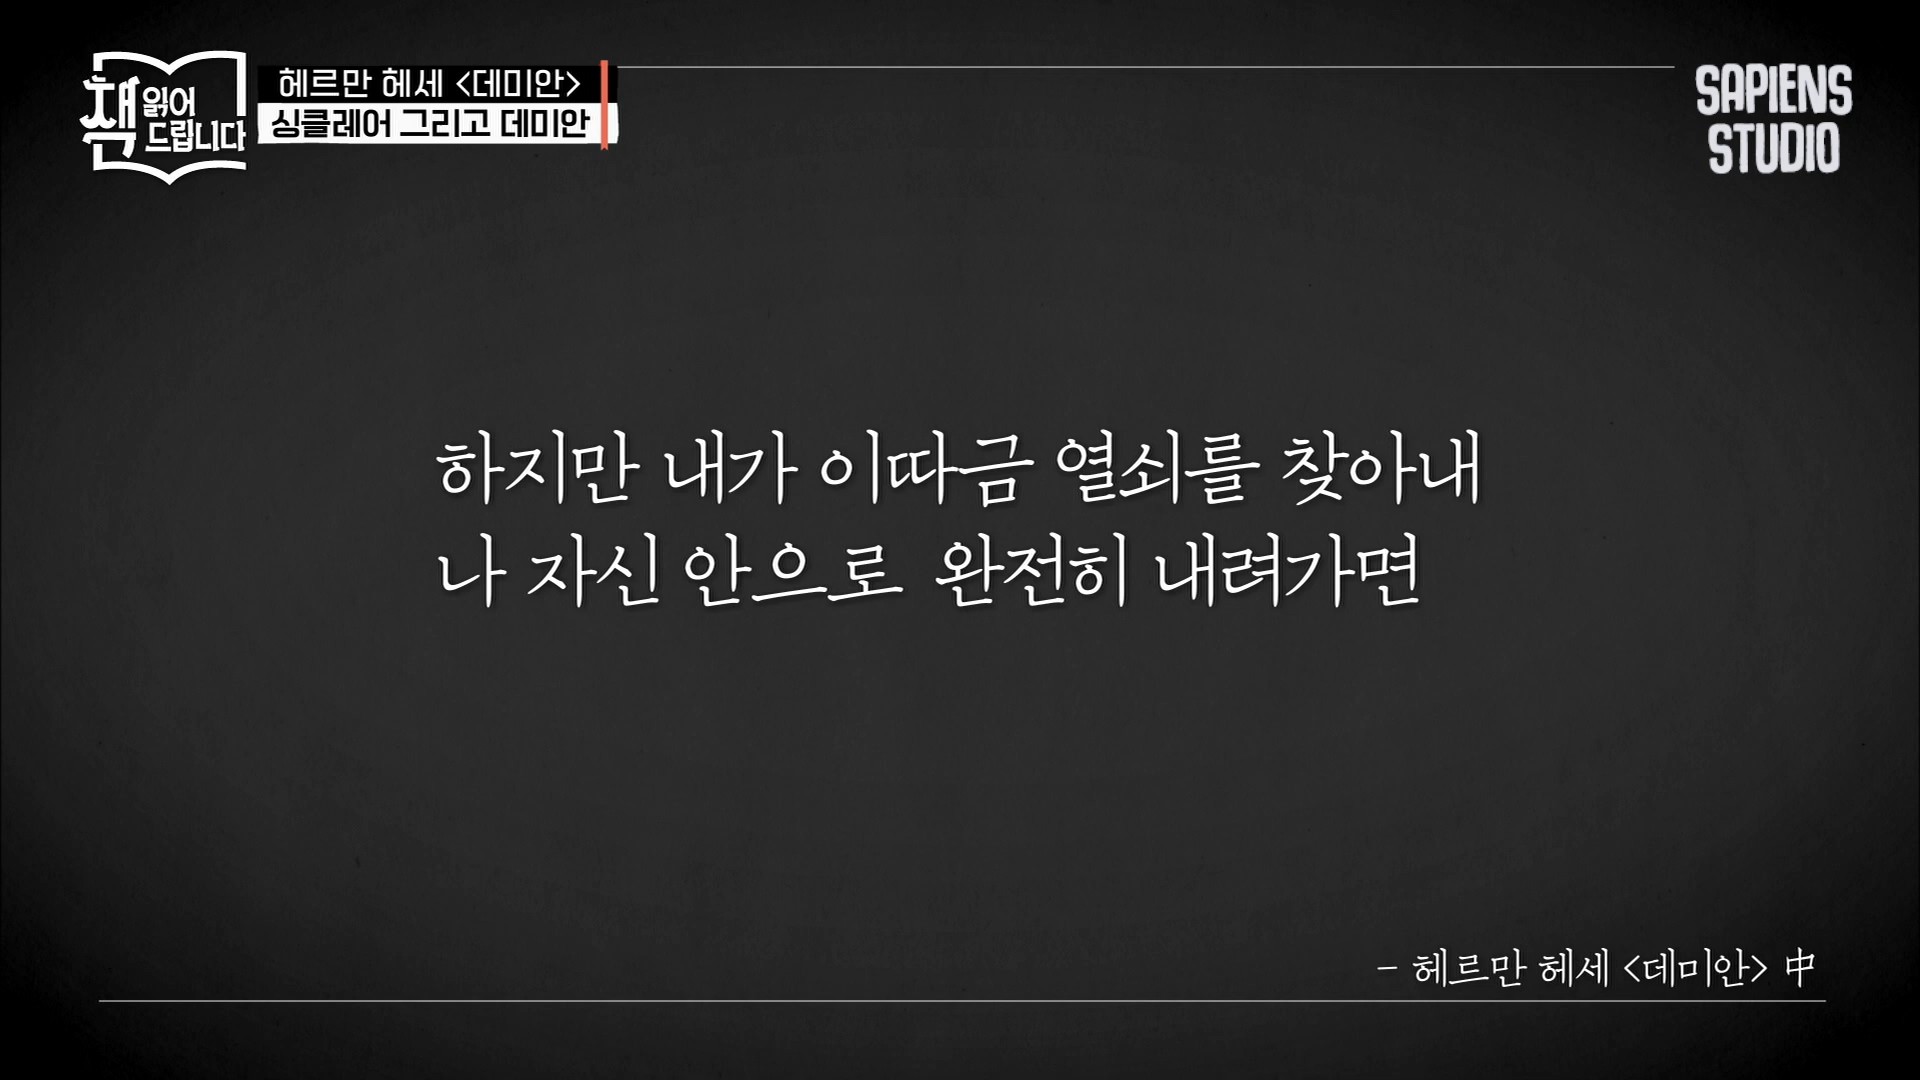 책 읽어
드립니다
헤르만 헤세 <데미안>
싱클레어 그리고 데미안
SAPIENS
STUDIO
하지만 내가 이따금 열쇠를 찾아내
나 자신 안으로 완전히 내려가면
- 헤르만 헤세 <데미안> 中